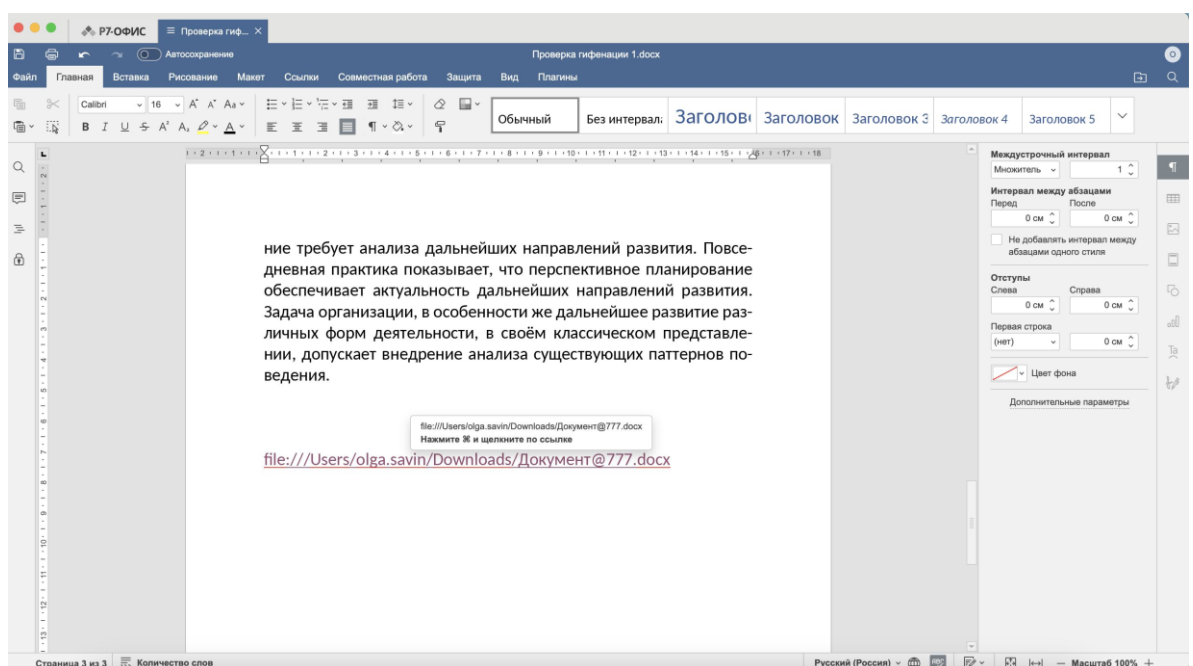 Р7-ОФИС
Проверка гиф...
Автосохранение
Проверка гифенации 1.docx
Файл Главная Вставка Рисование Макет Ссылки Совместная работа Защита Вид Плагины
Calibri 16
Обычный Без интервал Заголов Заголовок Заголовок 3 Заголовок 4 Заголовок 5
ние требует анализа дальнейших направлений развития. Повсе-
дневная практика показывает, что перспективное планирование
обеспечивает актуальность дальнейших направлений развития.
Задача организации, в особенности же дальнейшее развитие раз-
личных форм деятельности, в своём классическом представле-
нии, допускает внедрение анализа существующих паттернов по-
ведения.
file:///Users/olga.savin/Downloads/Документ@777.docx
Нажмите ⌘ и щелкните по ссылке
file:///Users/olga.savin/Downloads/Документ@777.docx
Междустрочный интервал
Множитель 1
Интервал между абзацами
Перед После
0 см 0 см
Не добавлять интервал между
абзацами одного стиля
Отступы
Слева Справа
0 см 0 см
Первая строка
(нет) 0 см
Цвет фона
Дополнительные параметры
Страница 3 из 3 Количество слов Русский (Россия) Масштаб 100%